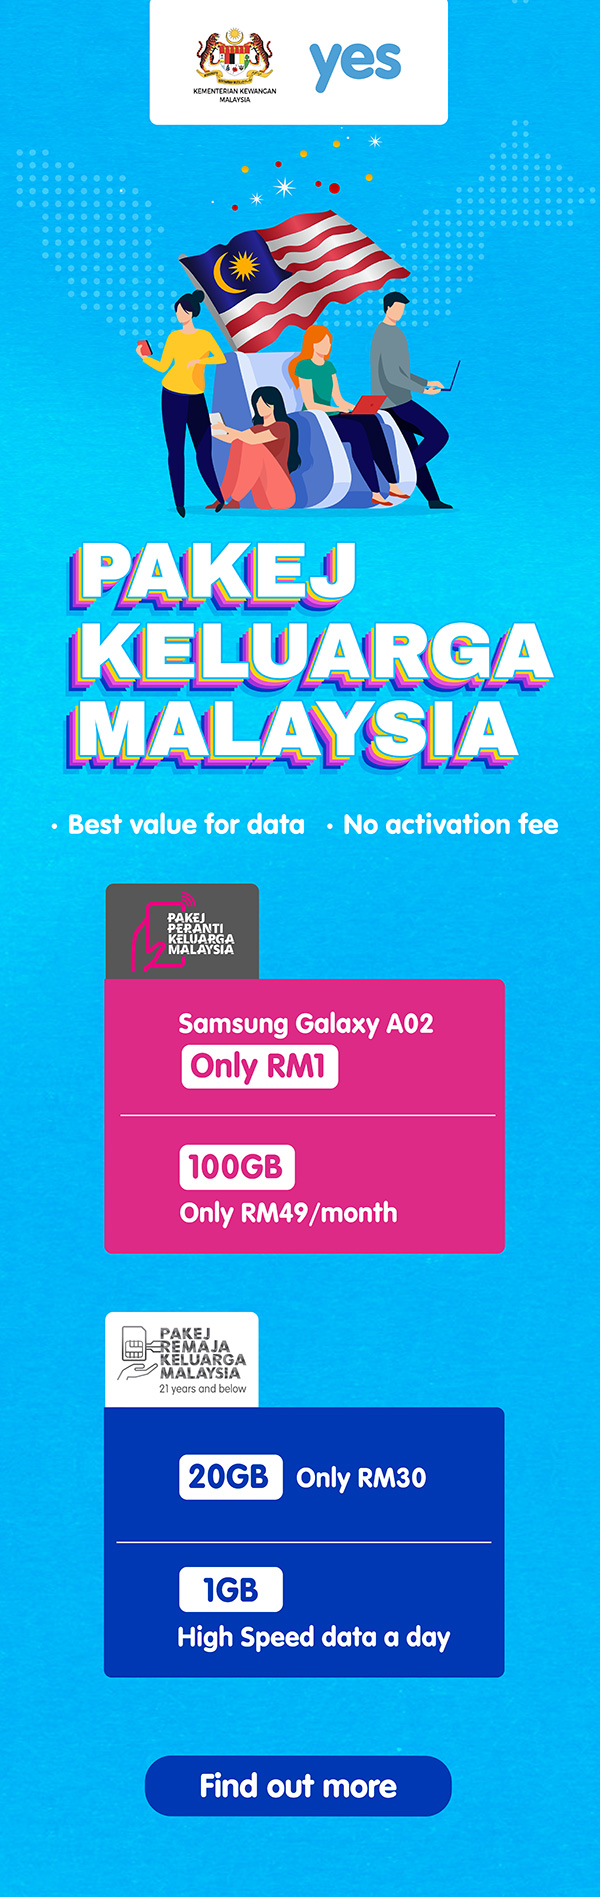 KEMENTERIAN KEWANGAN
MALAYSIA
yes
PAKEJ
KELUARGA
MALAYSIA
• Best value for data • No activation fee
PAKEJ
PERANTI
KELUARGA
MALAYSIA
Samsung Galaxy A02
Only RM1
100GB
Only RM49/month
PAKEJ
REMAJA
KELUARGA
MALAYSIA
21 years and below
20GB Only RM30
1GB
High Speed data a day
Find out more